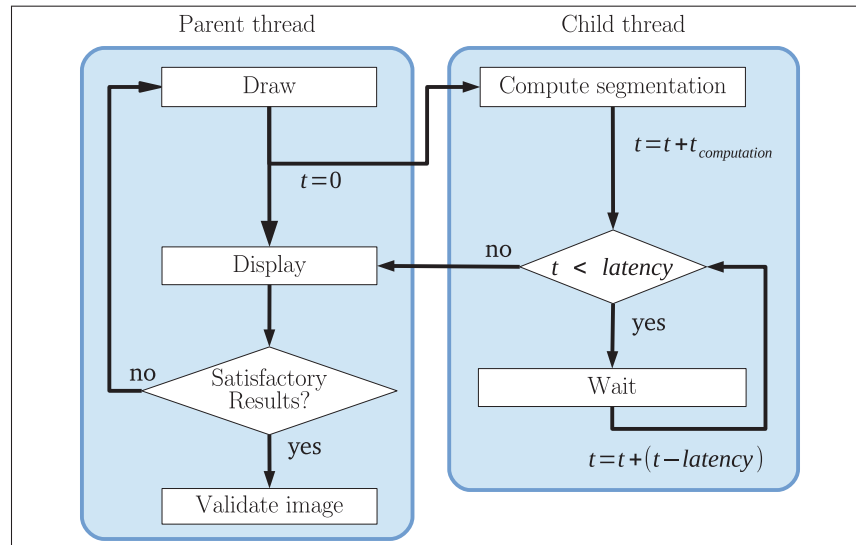 Parent thread
Child thread
Draw
Compute segmentation
t=0
t=t+t_computation
Display
no
t < latency
yes
Wait
t=t+(t−latency)
no
Satisfactory
Results?
yes
Validate image